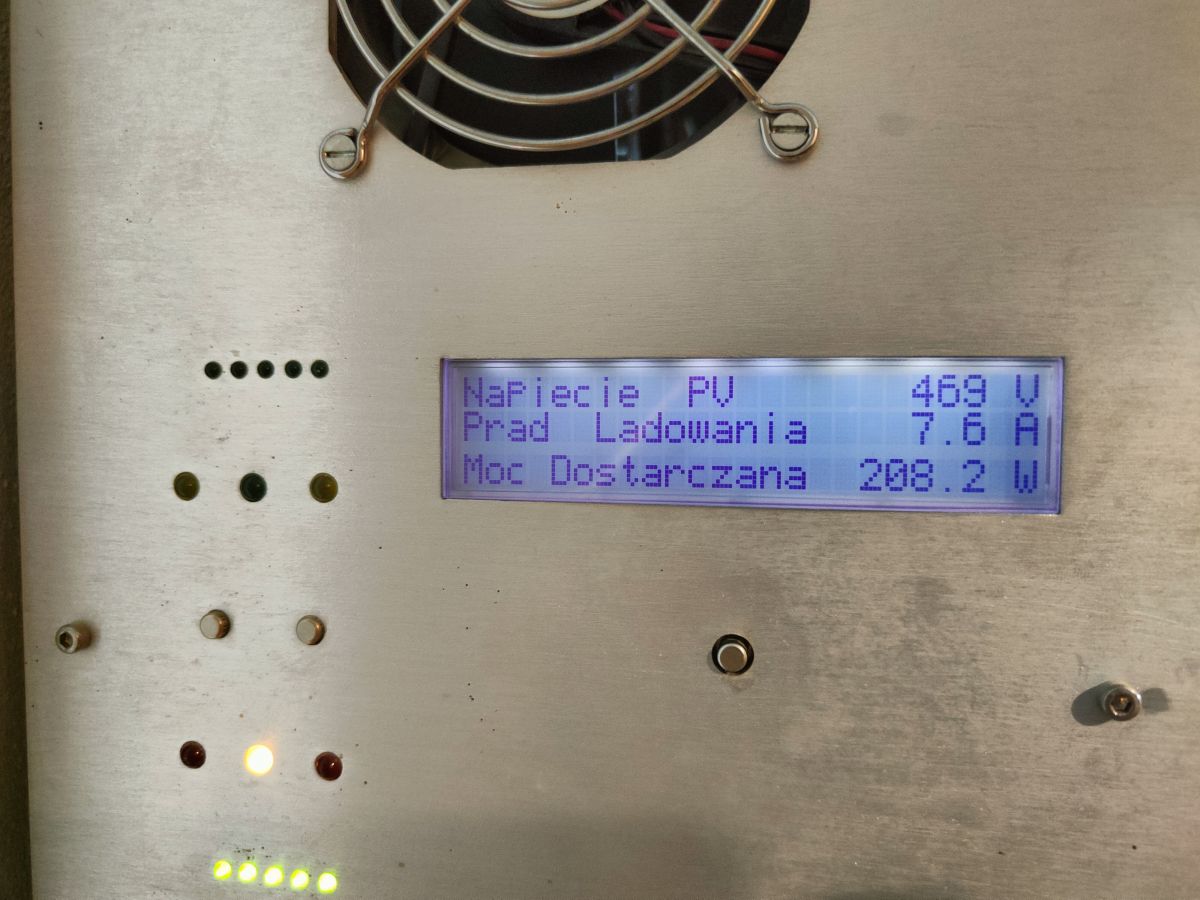 Napiecie PV 469 V
Prad Ladowania 7.6 A
Moc Dostarczana 208.2 W